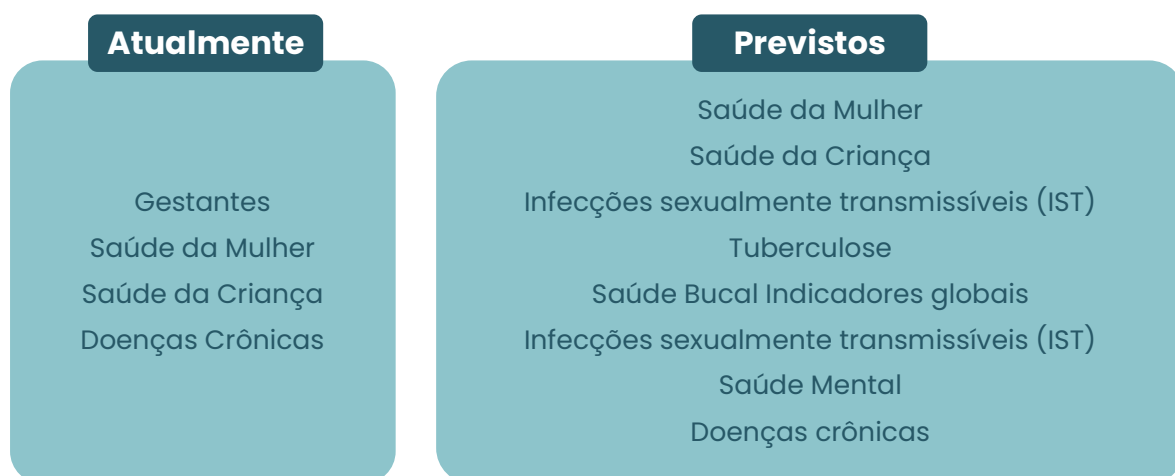 Atualmente
Gestantes
Saúde da Mulher
Saúde da Criança
Doenças Crônicas
Previstos
Saúde da Mulher
Saúde da Criança
Infecções sexualmente transmissíveis (IST)
Tuberculose
Saúde Bucal Indicadores globais
Infecções sexualmente transmissíveis (IST)
Saúde Mental
Doenças crônicas